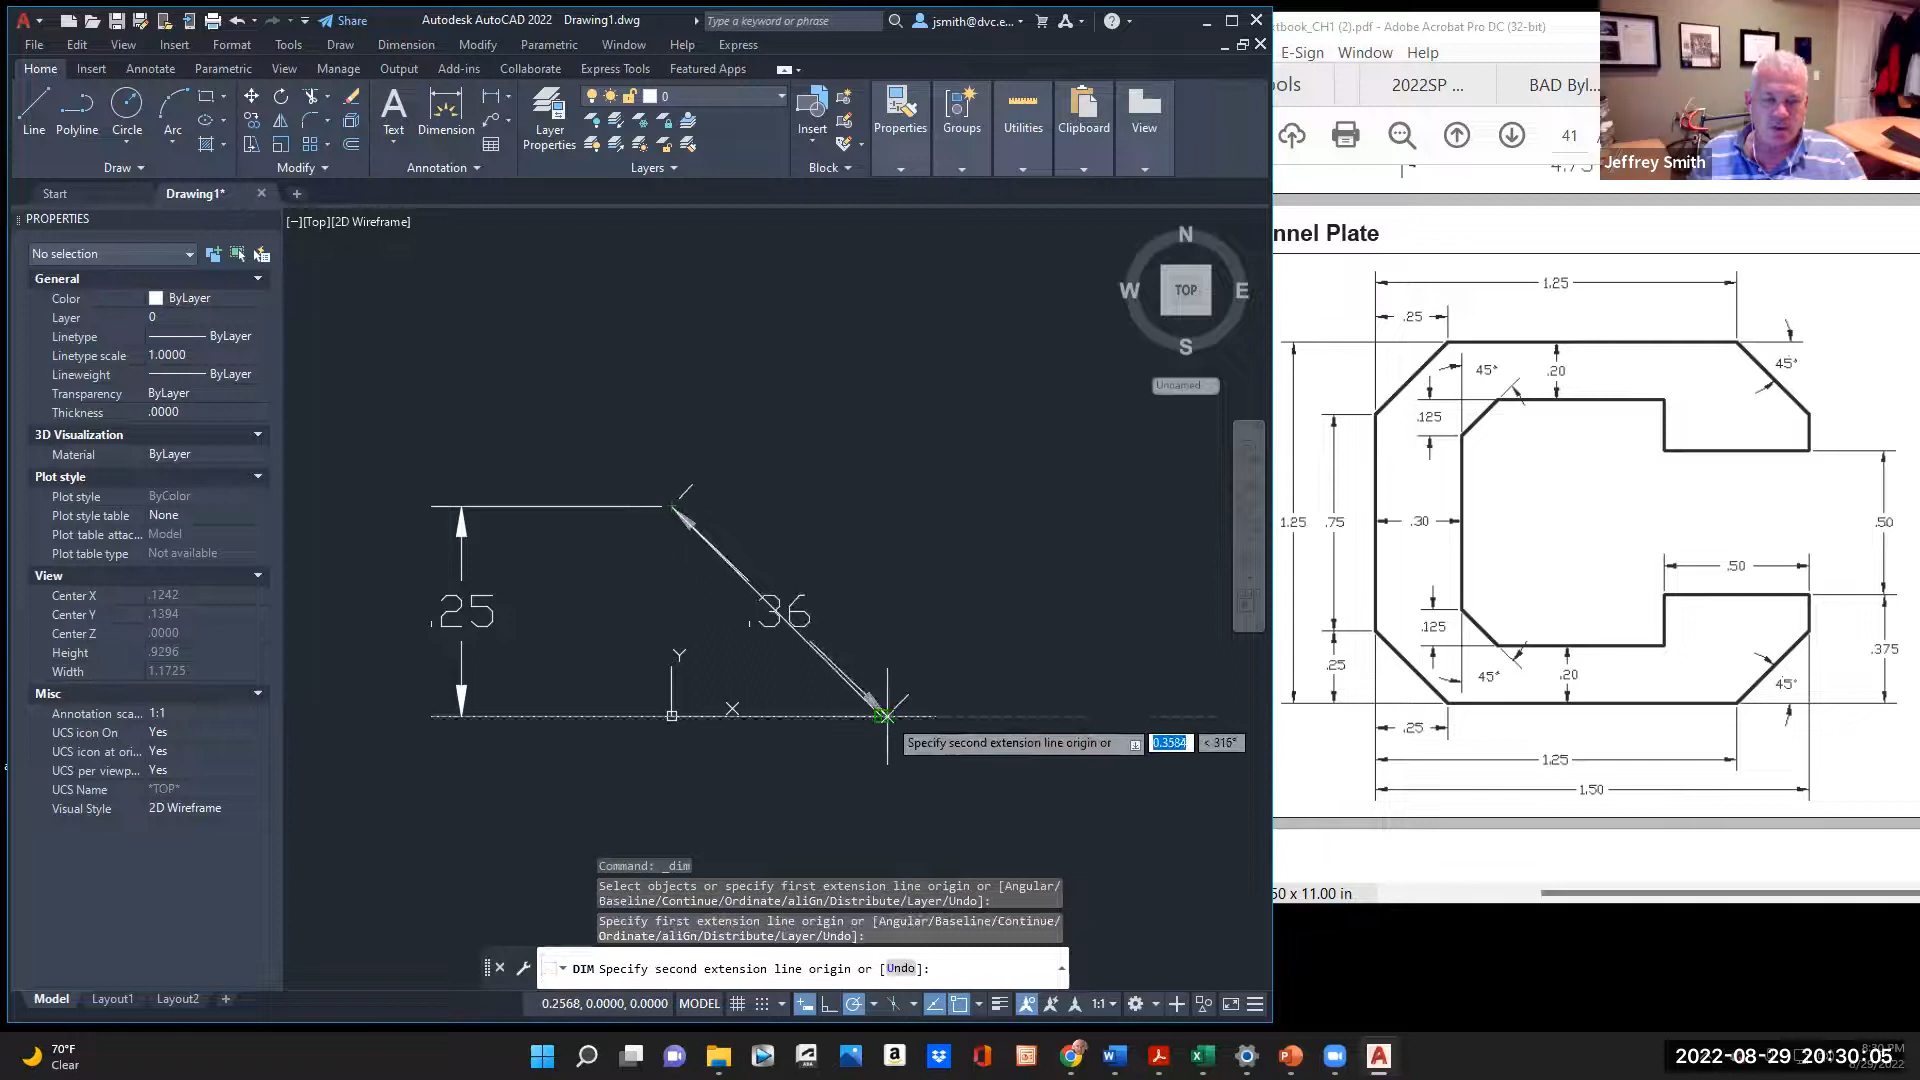 Share
Autodesk AutoCAD 2022 Drawing1.dwg
Type a keyword or phrase
jsmith@dvc.e...
File Edit View Insert Format Tools Draw Dimension Modify Parametric Window Help Express
Home Insert Annotate Parametric View Manage Output Add-ins Collaborate Express Tools Featured Apps
0
Line Polyline Circle Arc
Text Dimension
Layer
Properties
Insert
Properties Groups Utilities Clipboard View
Draw Modify Annotation Layers Block
Start Drawing1*
PROPERTIES
[−][Top][2D Wireframe]
No selection
General
Color ByLayer
Layer 0
Linetype ByLayer
Linetype scale 1.0000
Lineweight ByLayer
Transparency ByLayer
Thickness .0000
3D Visualization
Material ByLayer
Plot style
Plot style ByColor
Plot style table None
Plot table attac... Model
Plot table type Not available
View
Center X .1242
Center Y .1394
Center Z .0000
Height .9296
Width 1.1725
Misc
Annotation sca... 1:1
UCS icon On Yes
UCS icon at ori... Yes
UCS per viewp... Yes
UCS Name *TOP*
Visual Style 2D Wireframe
N
W TOP E
S
Unnamed
.25
.36
Y
X
Specify second extension line origin or 0.3584 < 316°
Command: _dim
Select objects or specify first extension line origin or [Angular/
Baseline/Continue/Ordinate/aliGn/Distribute/Layer/Undo]:
Specify first extension line origin or [Angular/Baseline/Continue/
Ordinate/aliGn/Distribute/Layer/Undo]:
DIM Specify second extension line origin or [Undo]:
Model Layout1 Layout2
0.2568, 0.0000, 0.0000 MODEL 1:1
tbook_CH1 (2).pdf - Adobe Acrobat Pro DC (32-bit)
E-Sign Window Help
ols 2022SP ... BAD Byl...
41
Jeffrey Smith
nnel Plate
1.25
.25
45°
.20
45°
.125
1.25
.75
.30
.50
.50
.125
.25
45°
.20
45°
.375
.25
1.25
1.50
50 x 11.00 in
70°F
Clear
2022-08-29 20:30:05